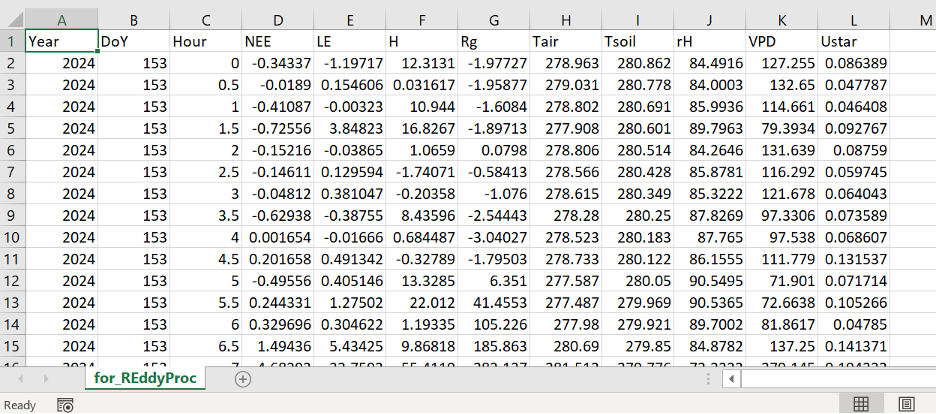 A B C D E F G H I J K L M
1 Year DoY Hour NEE LE H Rg Tair Tsoil rH VPD Ustar
2 2024 153 0 -0.34337 -1.19717 12.3131 -1.97727 278.963 280.862 84.4916 127.255 0.086389
3 2024 153 0.5 -0.0189 0.154606 0.031617 -1.95877 279.031 280.778 84.0003 132.65 0.047787
4 2024 153 1 -0.41087 -0.00323 10.944 -1.6084 278.802 280.691 85.9936 114.661 0.046408
5 2024 153 1.5 -0.72556 3.84823 16.8267 -1.89713 277.908 280.601 89.7963 79.3934 0.092767
6 2024 153 2 -0.15216 -0.03865 1.0659 0.0798 278.806 280.514 84.2646 131.639 0.08759
7 2024 153 2.5 -0.14611 0.129594 -1.74071 -0.58413 278.566 280.428 85.8781 116.292 0.059745
8 2024 153 3 -0.04812 0.381047 -0.20358 -1.076 278.615 280.349 85.3222 121.678 0.064043
9 2024 153 3.5 -0.62938 -0.38755 8.43596 -2.54443 278.28 280.25 87.8269 97.3306 0.073589
10 2024 153 4 0.001654 -0.01666 0.684487 -3.04027 278.523 280.183 87.765 97.538 0.068607
11 2024 153 4.5 0.201658 0.491342 -0.32789 -1.79503 278.733 280.122 86.1555 111.779 0.131537
12 2024 153 5 -0.49556 0.405146 13.3285 6.351 277.587 280.05 90.5495 71.901 0.071714
13 2024 153 5.5 0.244331 1.27502 22.012 41.4553 277.487 279.969 90.5365 72.6638 0.105266
14 2024 153 6 0.329696 0.304622 1.19335 105.226 277.98 279.921 89.7002 81.8617 0.04785
15 2024 153 6.5 1.49436 5.43425 9.86818 185.863 280.69 279.85 84.8782 137.25 0.141371
for_REddyProc
Ready